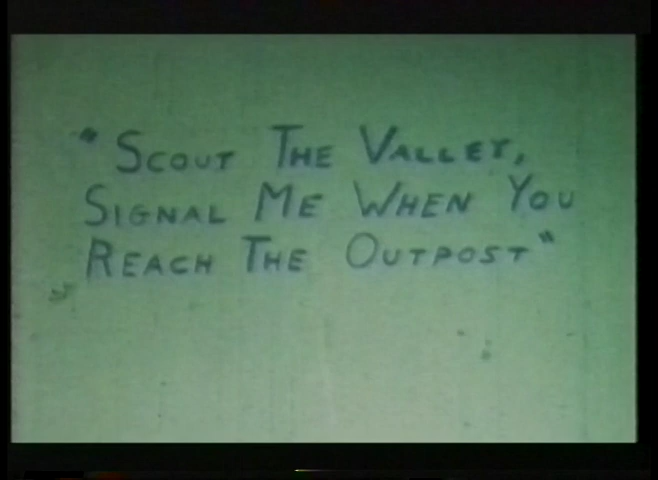 "Scout The Valley,
Signal Me When You
Reach The Outpost"